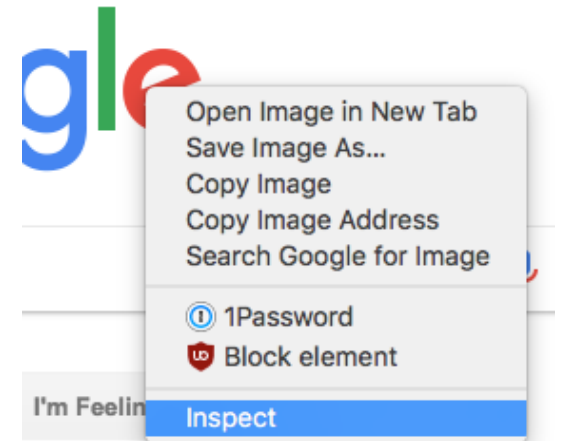 gle
Open Image in New Tab
Save Image As...
Copy Image
Copy Image Address
Search Google for Image
1Password
Block element
I'm Feelin
Inspect